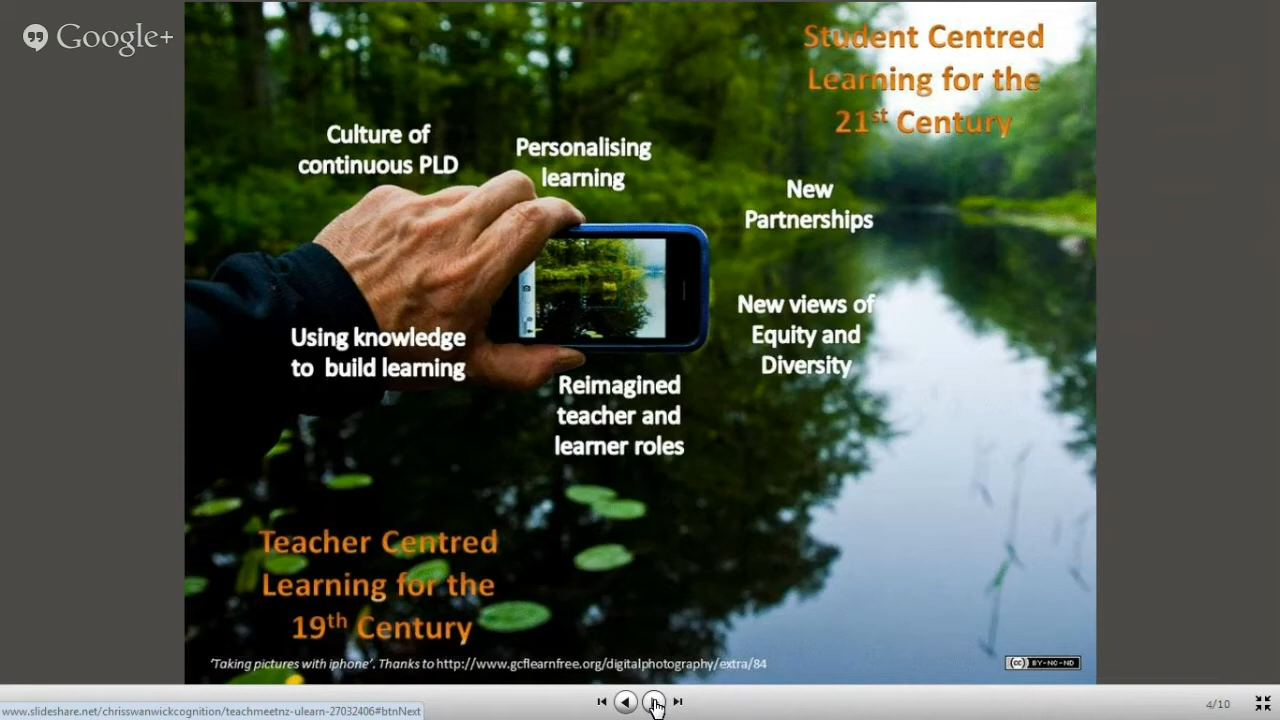 Google+
Student Centred
Learning for the
21st Century
Culture of
continuous PLD
Personalising
learning
New
Partnerships
New views of
Equity and
Diversity
Using knowledge
to build learning
Reimagined
teacher and
learner roles
Teacher Centred
Learning for the
19th Century
'Taking pictures with iphone'. Thanks to http://www.gcflearnfree.org/digitalphotography/extra/84
cc BY-NC-ND
www.slideshare.net/chriswanwickcognition/teachmeetnz-ulearn-27032406#btnNext
4/10